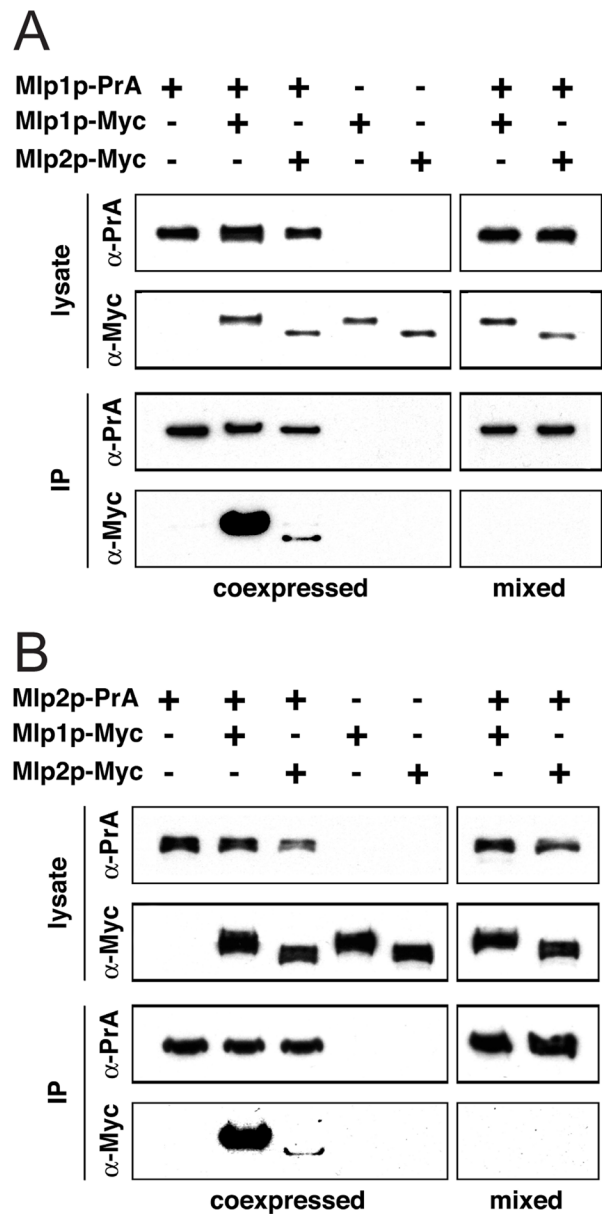 A
Mlp1p-PrA + + + - - + +
Mlp1p-Myc - + - + - + -
Mlp2p-Myc - - + - + - +
lysate
α-PrA
α-Myc
IP
α-PrA
α-Myc
coexpressed mixed
B
Mlp2p-PrA + + + - - + +
Mlp1p-Myc - + - + - + -
Mlp2p-Myc - - + - + - +
lysate
α-PrA
α-Myc
IP
α-PrA
α-Myc
coexpressed mixed